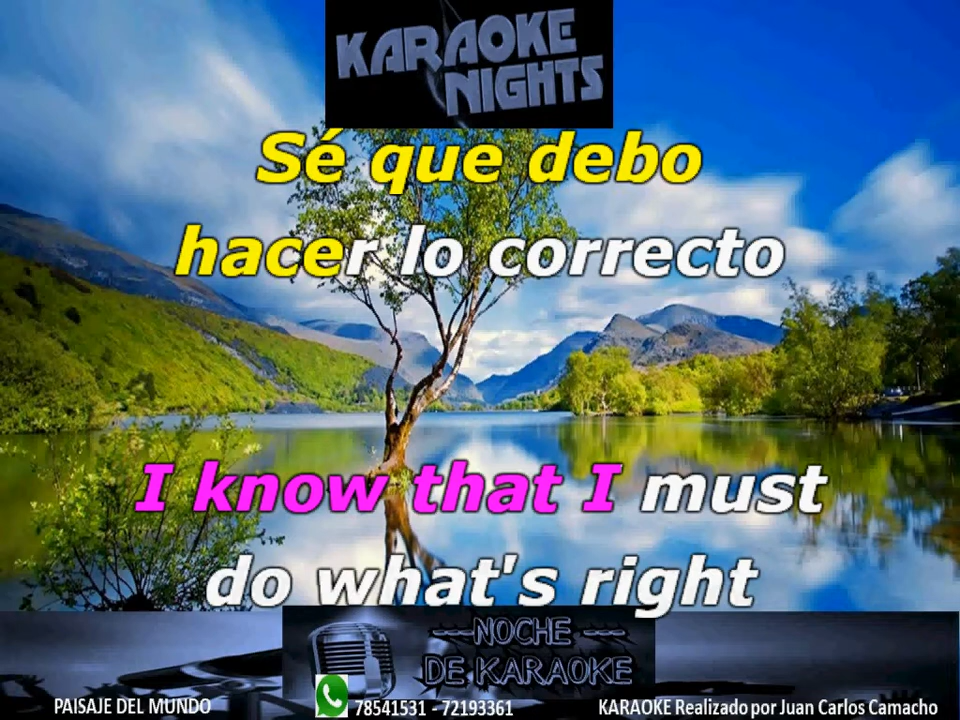 KARAOKE
NIGHTS
Sé que debo
hacer lo correcto
I know that I must
do what's right
---NOCHE---
DE KARAOKE
PAISAJE DEL MUNDO
78541531 - 72193361
KARAOKE Realizado por Juan Carlos Camacho